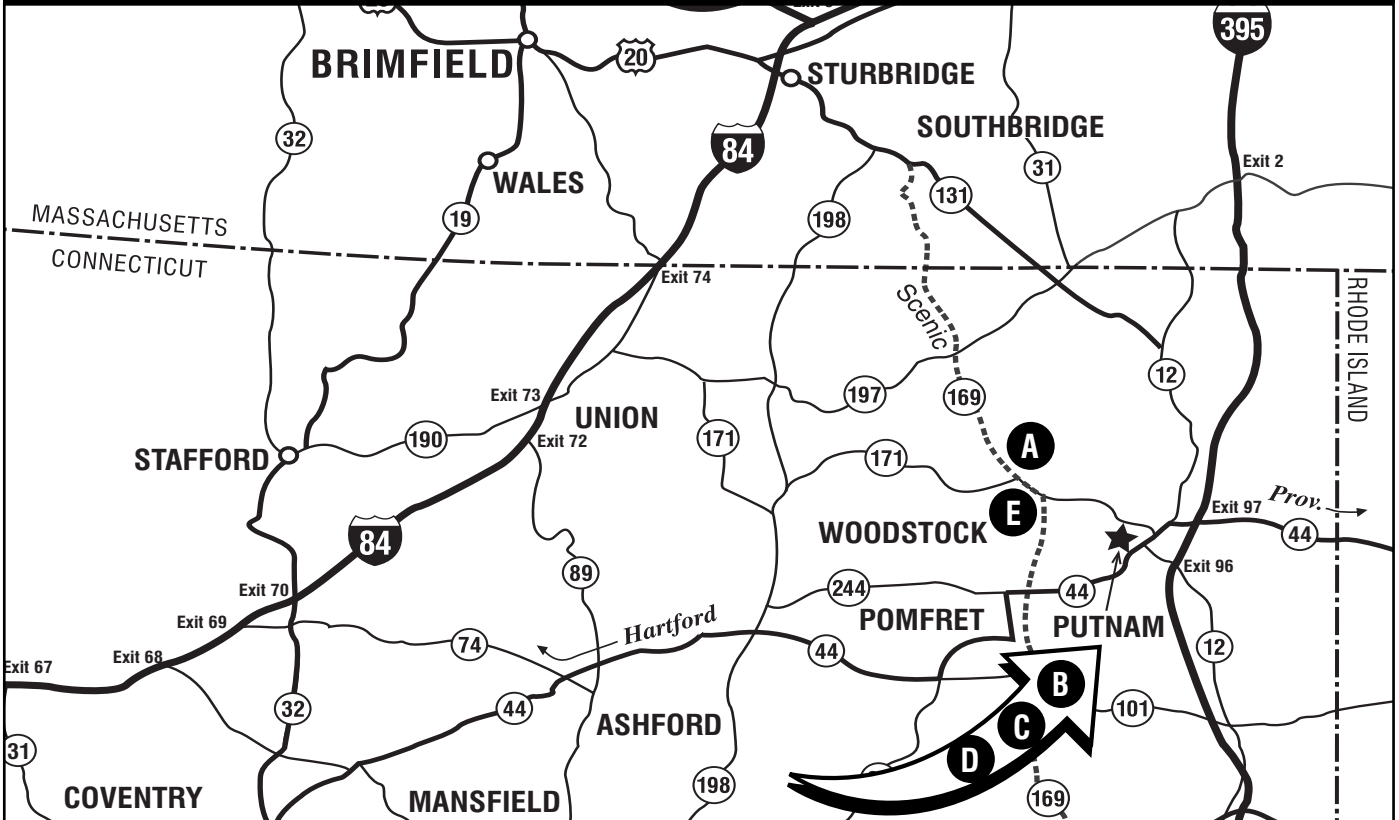 395
20
BRIMFIELD
STURBRIDGE
SOUTHBRIDGE
32
84
Exit 2
31
WALES
131
19
198
MASSACHUSETTS
CONNECTICUT
Exit 74
RHODE ISLAND
Scenic
12
Exit 73
197
169
UNION
190
171
Exit 72
A
STAFFORD
171
Prov.
Exit 97
E
WOODSTOCK
44
84
Exit 96
89
Exit 70
244
44
POMFRET
PUTNAM
Exit 69
Hartford
74
44
12
Exit 68
Exit 67
B
32
44
101
ASHFORD
C
31
D
198
COVENTRY
MANSFIELD
169